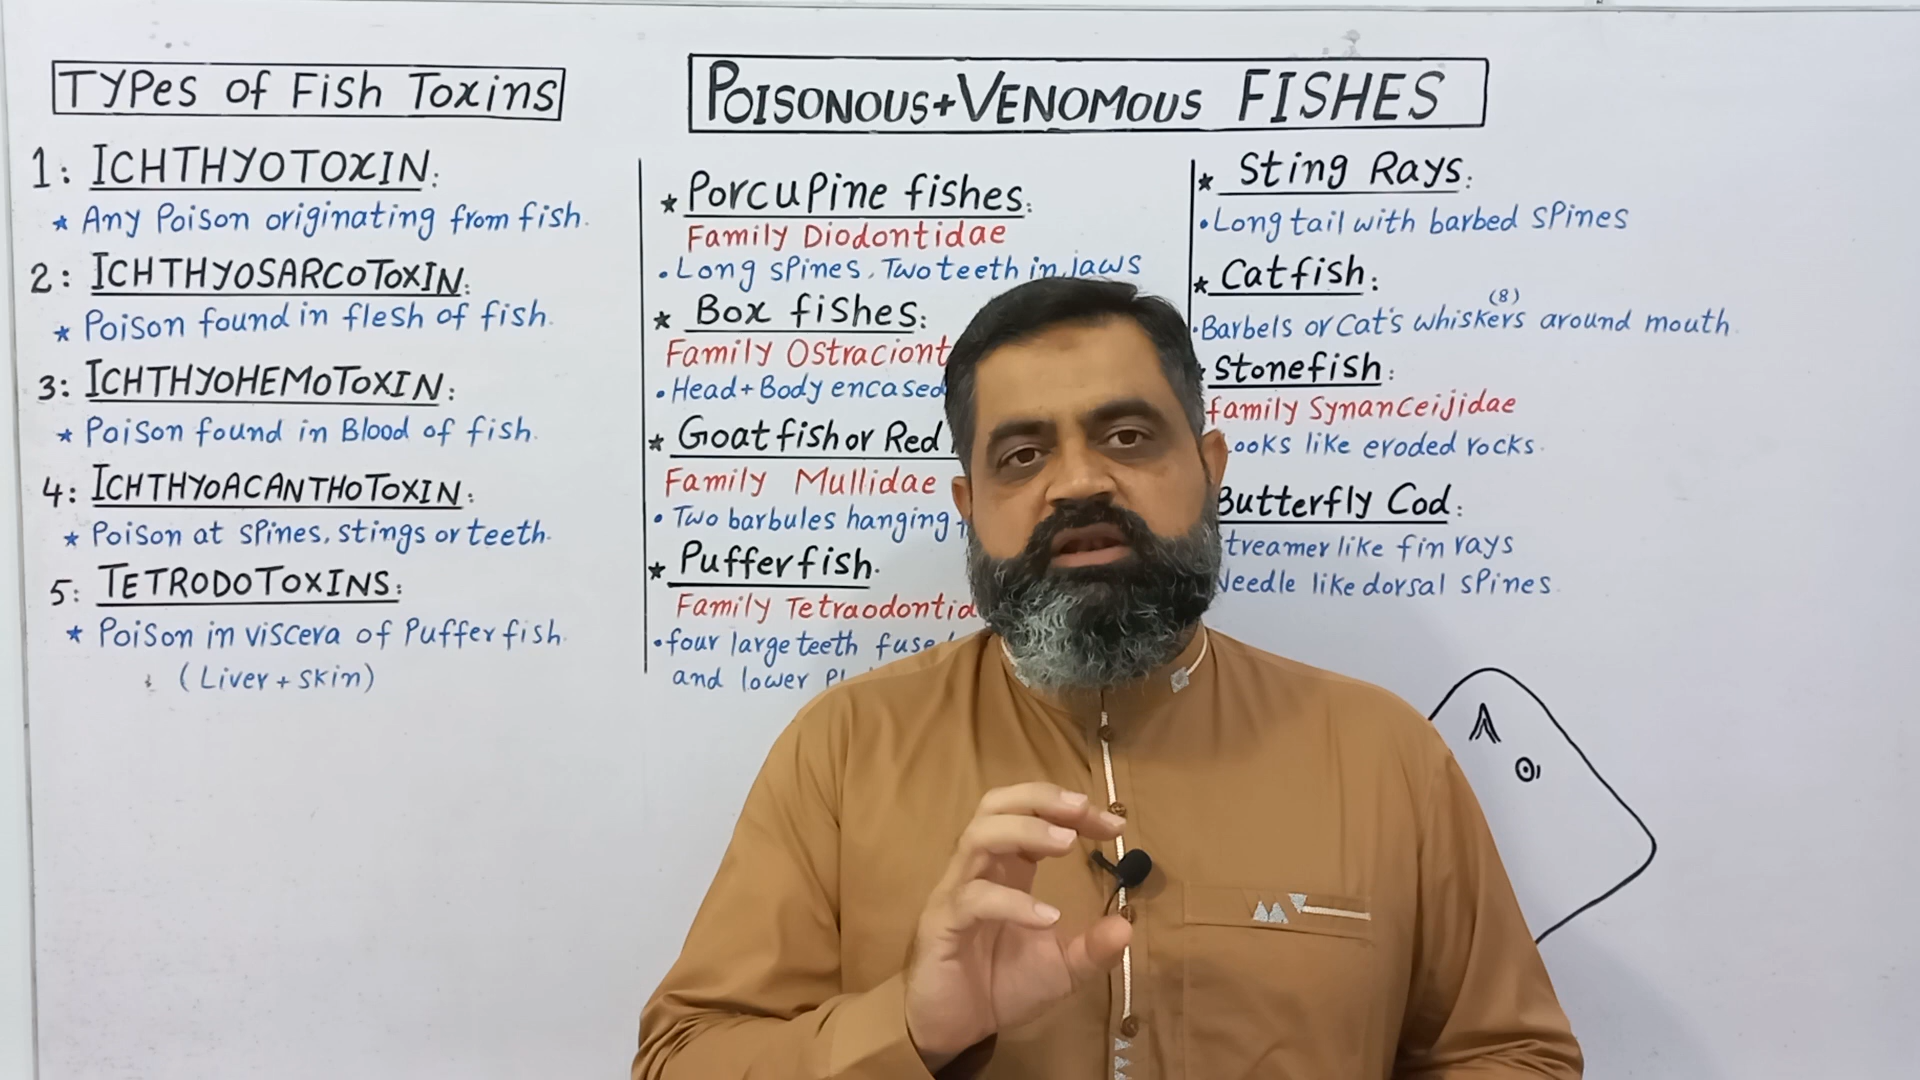 Types of Fish Toxins
1: ICHTHYOTOXIN:
* Any Poison originating from fish.
2: ICHTHYOSARCOTOXIN:
* Poison found in flesh of fish.
3: ICHTHYOHEMOTOXIN:
* Poison found in Blood of fish.
4: ICHTHYOACANTHOTOXIN:
* Poison at spines, stings or teeth.
5: TETRODOTOXINS:
* Poison in viscera of Puffer fish.
(Liver + skin)
POISONOUS+VENOMOUS FISHES
* Porcupine fishes:
Family Diodontidae
• Long spines, Two teeth in jaws
* Box fishes:
Family Ostraciont
• Head + Body encased
* Goat fish or Red
Family Mullidae
• Two barbules hanging
* Pufferfish.
Family Tetraodontid
• four large teeth fuse
and lower
* Sting Rays:
• Long tail with barbed spines
* Catfish:
(8)
• Barbels or Cat's whiskers around mouth
* Stonefish:
family Synanceijidae
ooks like eroded rocks.
Butterfly Cod:
treamer like fin rays
Needle like dorsal spines.